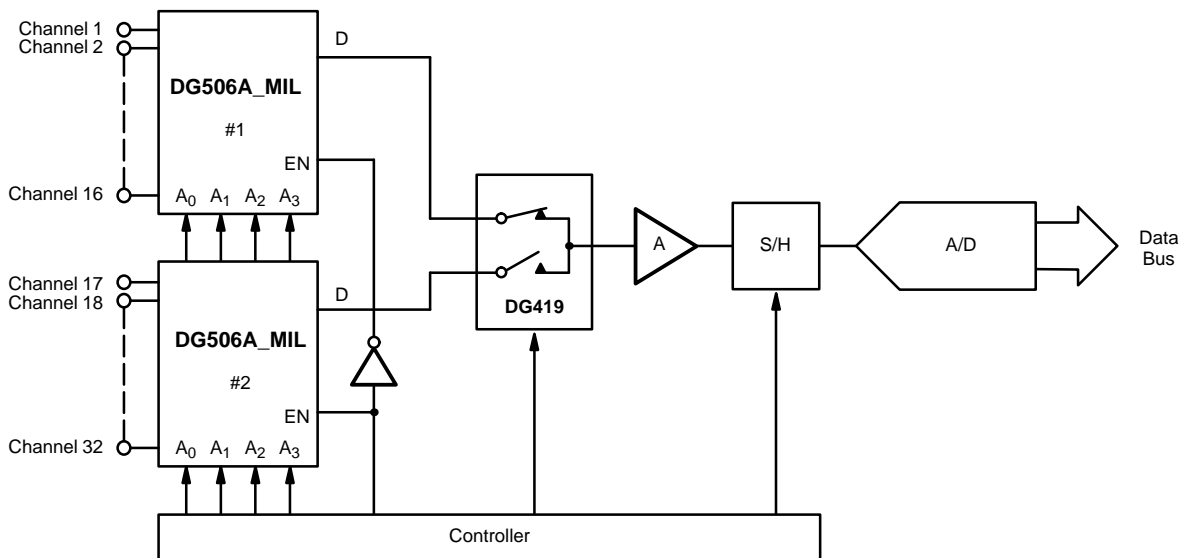 Channel 1
Channel 2
D
DG506A_MIL
#1
EN
Channel 16
A0 A1 A2 A3
DG419
A
S/H
A/D
Data
Bus
Channel 17
Channel 18
D
DG506A_MIL
#2
EN
Channel 32
A0 A1 A2 A3
Controller